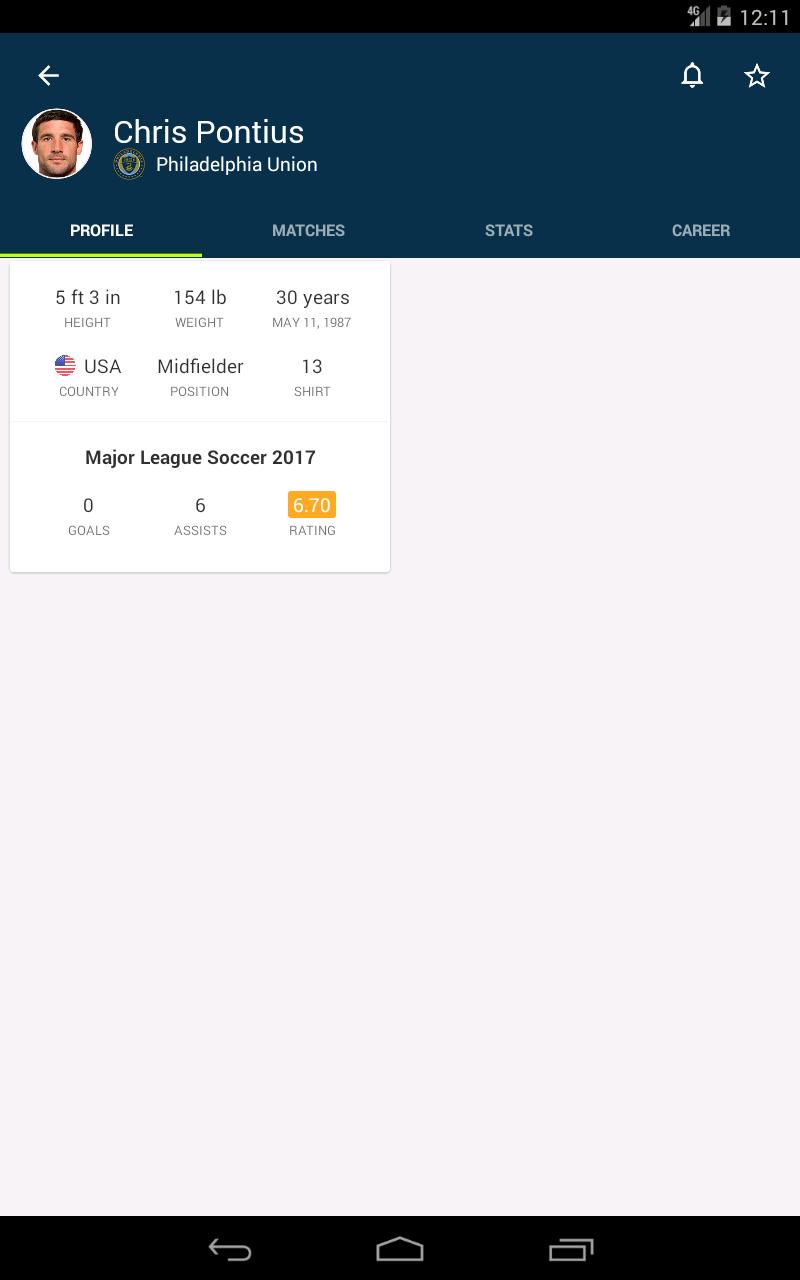 4G 12:11
Chris Pontius
Philadelphia Union
PROFILE MATCHES STATS CAREER
5 ft 3 in 154 lb 30 years
HEIGHT WEIGHT MAY 11, 1987
USA Midfielder 13
COUNTRY POSITION SHIRT
Major League Soccer 2017
0 6 6.70
GOALS ASSISTS RATING